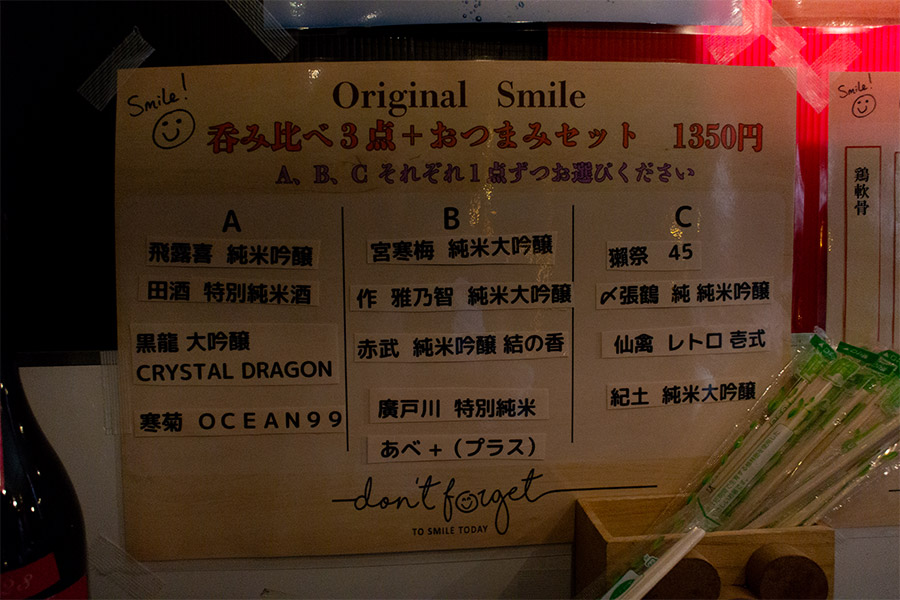 Smile!
Original Smile
呑み比べ3点+おつまみセット 1350円
A、B、C それぞれ1点ずつお選びください
A
飛露喜 純米吟醸
田酒 特別純米酒
黒龍 大吟醸
CRYSTAL DRAGON
寒菊 OCEAN99
B
宮寒梅 純米大吟醸
作 雅乃智 純米大吟醸
赤武 純米吟醸 結の香
廣戸川 特別純米
あべ+(プラス)
C
獺祭 45
〆張鶴 純 純米吟醸
仙禽 レトロ 壱式
紀土 純米大吟醸
don't forget
TO SMILE TODAY
Smile!
鶏軟骨